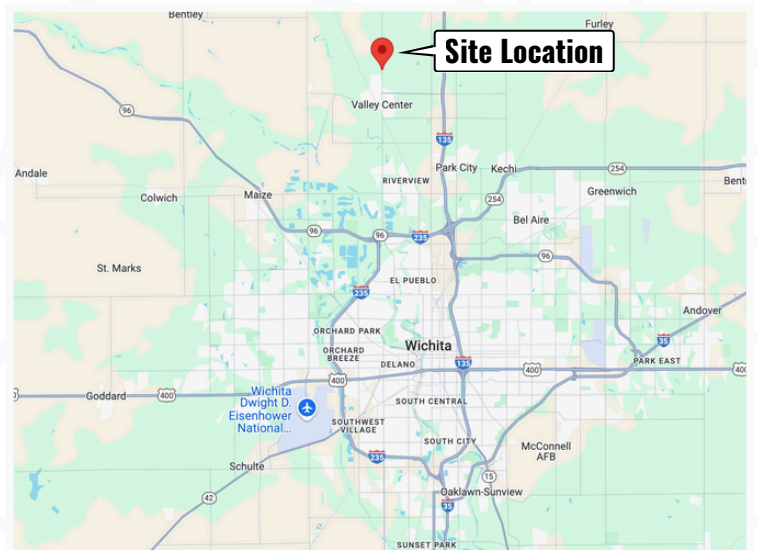 Bentley
Furley
Site Location
96
Valley Center
135
Park City
Kechi
254
Andale
RIVERVIEW
Greenwich
Colwich
Maize
254
Bel Aire
96
96
235
96
St. Marks
EL PUEBLO
235
Andover
ORCHARD PARK
Wichita
35
ORCHARD
BREEZE
DELANO
135
PARK EAST
400
400
Goddard
400
Wichita
Dwight D.
Eisenhower
National...
SOUTH CENTRAL
SOUTHWEST
VILLAGE
SOUTH CITY
McConnell
AFB
235
Schulte
15
42
Oaklawn-Sunview
35
SUNSET PARK